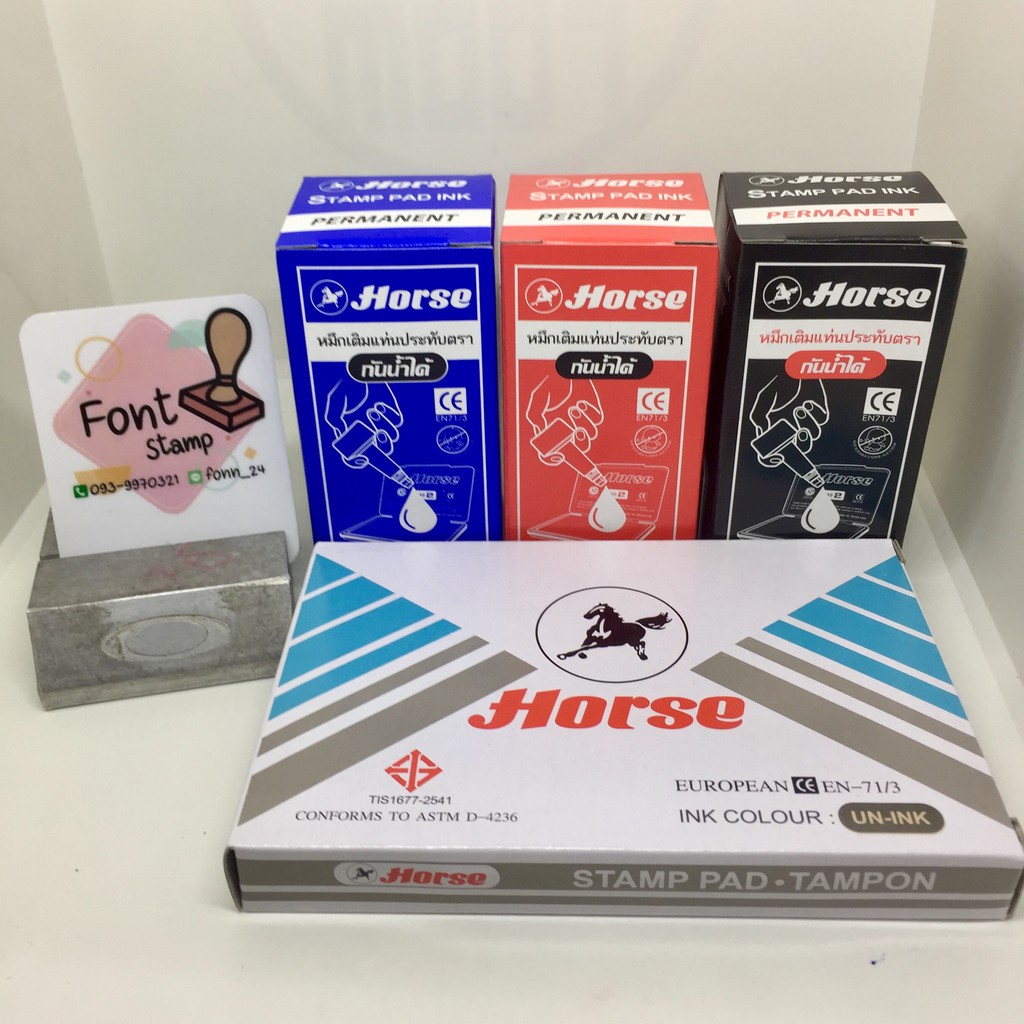 Horse
STAMP PAD INK
PERMANENT
Horse
หมึกเติมแท่นประทับตรา
กันน้ำได้
CE
EN71/3
Horse
Horse
STAMP PAD INK
PERMANENT
Horse
หมึกเติมแท่นประทับตรา
กันน้ำได้
CE
EN71/3
Horse
Horse
STAMP PAD INK
PERMANENT
Horse
หมึกเติมแท่นประทับตรา
กันน้ำได้
CE
EN71/3
Horse
Font
Stamp
093-9970321 fonn_24
Horse
TIS1677-2541
CONFORMS TO ASTM D-4236
EUROPEAN CE EN-71/3
INK COLOUR : UN-INK
Horse STAMP PAD • TAMPON